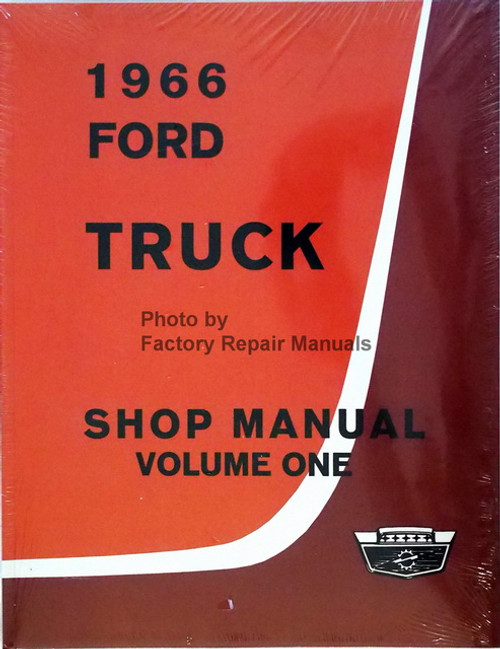 1966
FORD
TRUCK
Photo by
Factory Repair Manuals
SHOP MANUAL
VOLUME ONE